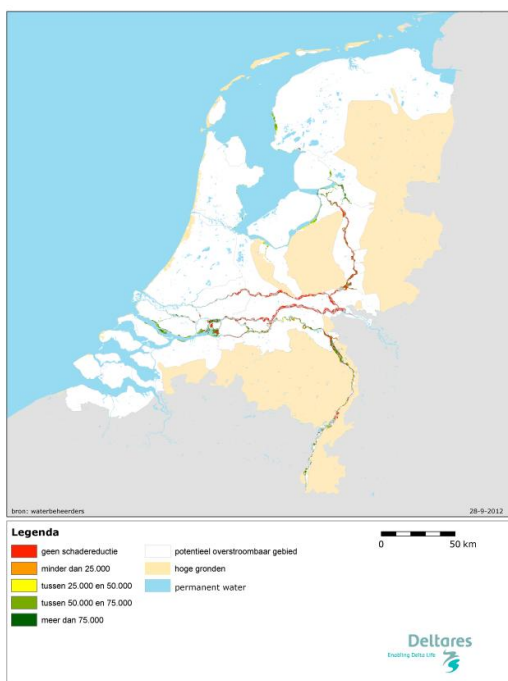 bron: waterbeheerders
28-9-2012
Legenda
geen schadereductie
minder dan 25.000
tussen 25.000 en 50.000
tussen 50.000 en 75.000
meer dan 75.000
potentieel overstroombaar gebied
hoge gronden
permanent water
0 50 km
Deltares
Enabling Delta Life